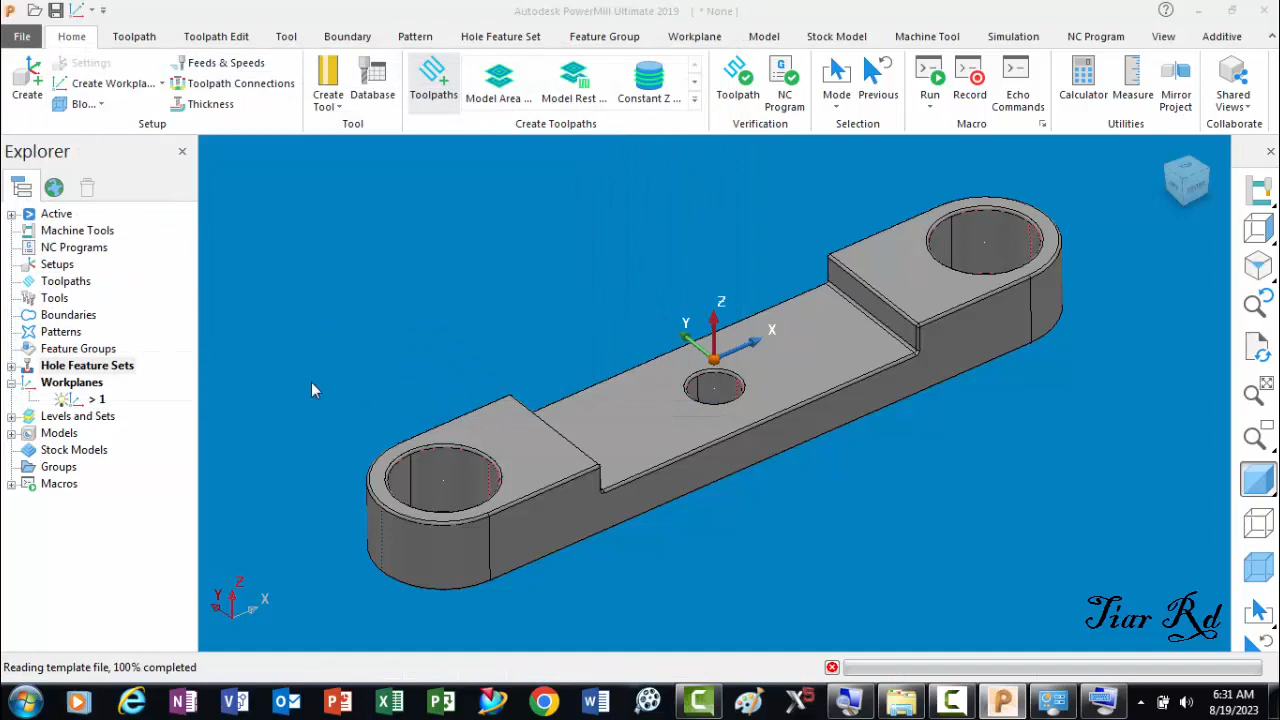 Autodesk PowerMill Ultimate 2019 [ * None ]
File Home Toolpath Toolpath Edit Tool Boundary Pattern Hole Feature Set Feature Group Workplane Model Stock Model Machine Tool Simulation NC Program View Additive
Create
Settings
Create Workpla...
Blo...
Feeds & Speeds
Toolpath Connections
Thickness
Setup
Create Tool
Database
Tool
Toolpaths
Model Area ...
Model Rest ...
Constant Z ...
Create Toolpaths
Toolpath
NC Program
Verification
Mode
Previous
Selection
Run
Record
Echo Commands
Macro
Calculator
Measure
Mirror Project
Utilities
Shared Views
Collaborate
Explorer
Active
Machine Tools
NC Programs
Setups
Toolpaths
Tools
Boundaries
Patterns
Feature Groups
Hole Feature Sets
Workplanes
> 1
Levels and Sets
Models
Stock Models
Groups
Macros
Z
Y
X
Z
Y
X
Tiar Rd
Reading template file, 100% completed
6:31 AM
8/19/2023